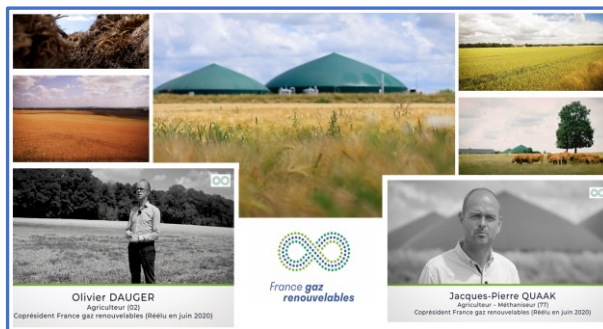 Olivier DAUGER
Agriculteur (02)
Coprésident France gaz renouvelables (Réélu en juin 2020)
France gaz
renouvelables
Jacques-Pierre QUAAK
Agriculteur – Méthaniseur (77)
Coprésident France gaz renouvelables (Réélu en juin 2020)